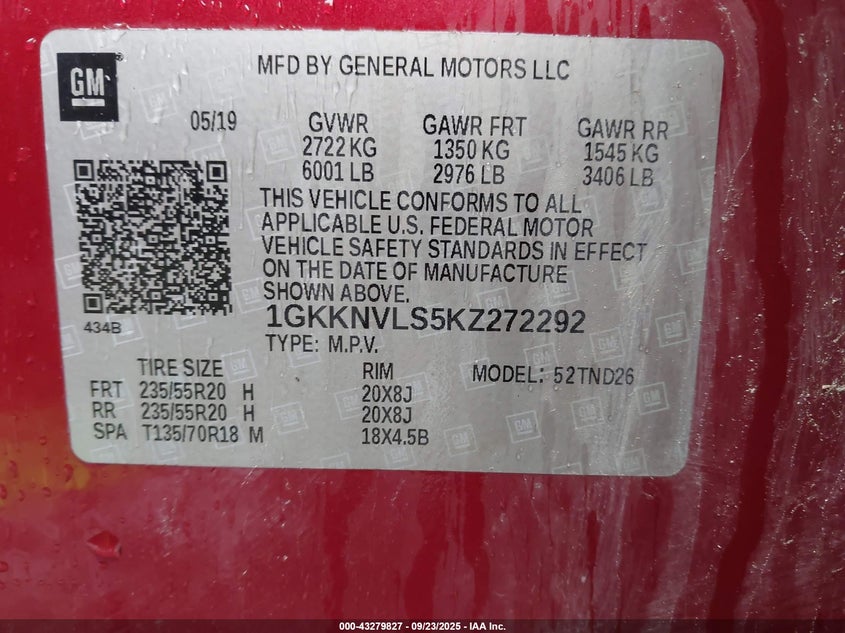 GM
MFD BY GENERAL MOTORS LLC
05/19
GVWR GAWR FRT GAWR RR
2722 KG 1350 KG 1545 KG
6001 LB 2976 LB 3406 LB
THIS VEHICLE CONFORMS TO ALL
APPLICABLE U.S. FEDERAL MOTOR
VEHICLE SAFETY STANDARDS IN EFFECT
ON THE DATE OF MANUFACTURE
SHOWN ABOVE.
434B
1GKKNVLS5KZ272292
TYPE: M.P.V.
TIRE SIZE RIM MODEL: 52TND26
FRT 235/55R20 H 20X8J
RR 235/55R20 H 20X8J
SPA T135/70R18 M 18X4.5B
000-43279827 - 09/23/2025 - IAA Inc.